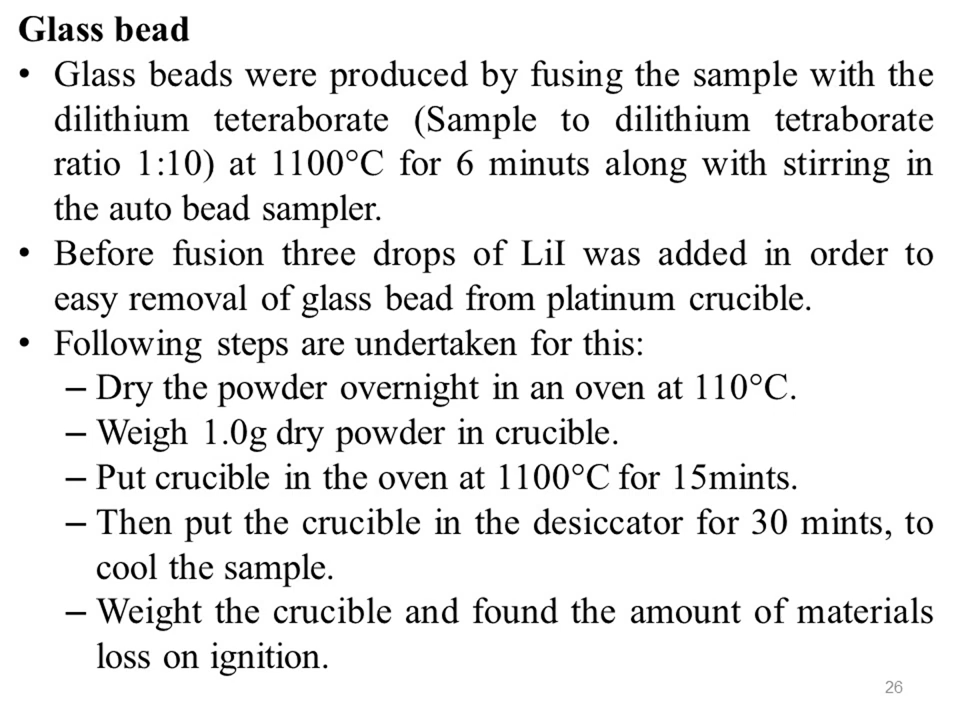 Glass bead
• Glass beads were produced by fusing the sample with the
dilithium teteraborate (Sample to dilithium tetraborate
ratio 1:10) at 1100°C for 6 minuts along with stirring in
the auto bead sampler.
• Before fusion three drops of LiI was added in order to
easy removal of glass bead from platinum crucible.
• Following steps are undertaken for this:
– Dry the powder overnight in an oven at 110°C.
– Weigh 1.0g dry powder in crucible.
– Put crucible in the oven at 1100°C for 15mints.
– Then put the crucible in the desiccator for 30 mints, to
cool the sample.
– Weight the crucible and found the amount of materials
loss on ignition.
26